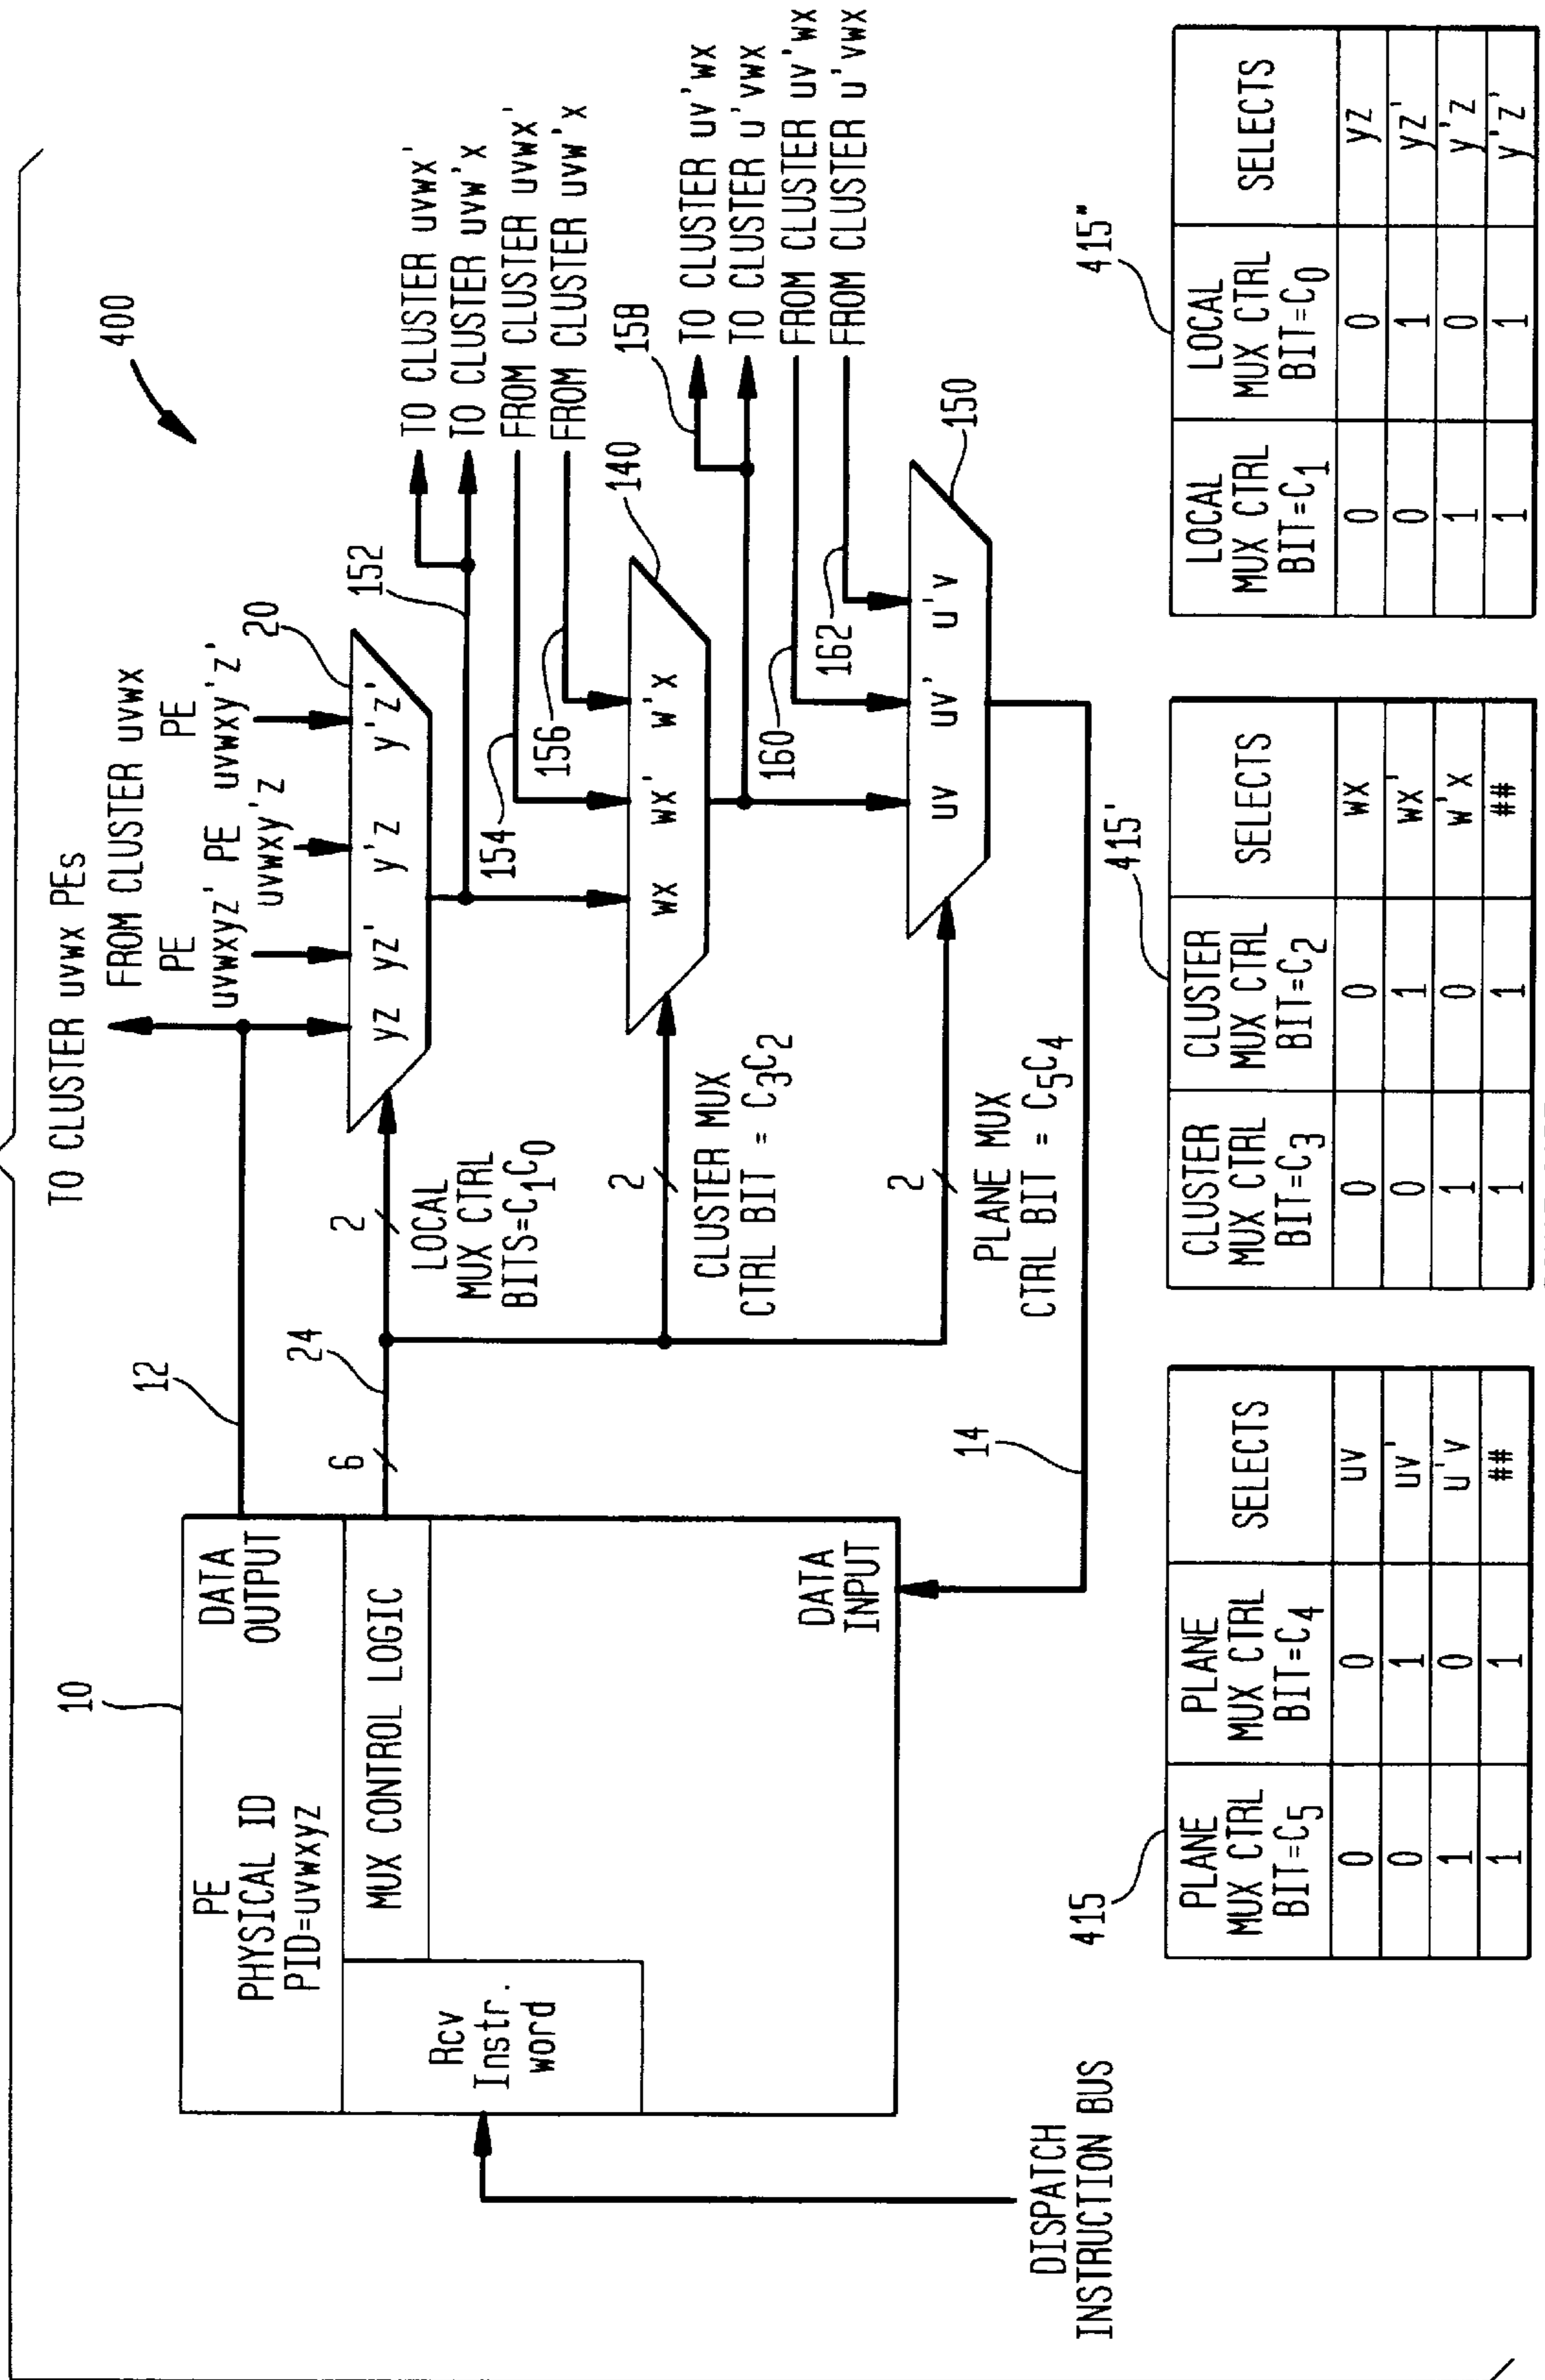 400
TO CLUSTER uvwx PEs
FROM CLUSTER uvwx
PE
uvwxyz'
PE
uvwxy'z
PE
uvwxy'z'
20
yz yz' y'z y'z'
12
10
PE
PHYSICAL ID
PID=uvwxyz
DATA
OUTPUT
MUX CONTROL LOGIC
Rcv
Instr.
word
DATA
INPUT
DISPATCH
INSTRUCTION BUS
6
24
2
LOCAL
MUX CTRL
BITS=C1C0
152
TO CLUSTER uvwx'
TO CLUSTER uvw'x
FROM CLUSTER uvwx'
FROM CLUSTER uvw'x
154
156
140
wx wx' w'x
2
CLUSTER MUX
CTRL BIT = C3C2
158
TO CLUSTER uv'wx
TO CLUSTER u'vwx
FROM CLUSTER uv'wx
FROM CLUSTER u'vwx
160
162
150
uv uv' u'v
2
PLANE MUX
CTRL BIT = C5C4
14
415
PLANE
MUX CTRL
BIT=C5
PLANE
MUX CTRL
BIT=C4
SELECTS
0 0 uv
0 1 uv'
1 0 u'v
1 1 ##
415'
CLUSTER
MUX CTRL
BIT=C3
CLUSTER
MUX CTRL
BIT=C2
SELECTS
0 0 wx
0 1 wx'
1 0 w'x
1 1 ##
415"
LOCAL
MUX CTRL
BIT=C1
LOCAL
MUX CTRL
BIT=C0
SELECTS
0 0 yz
0 1 yz'
1 0 y'z
1 1 y'z'